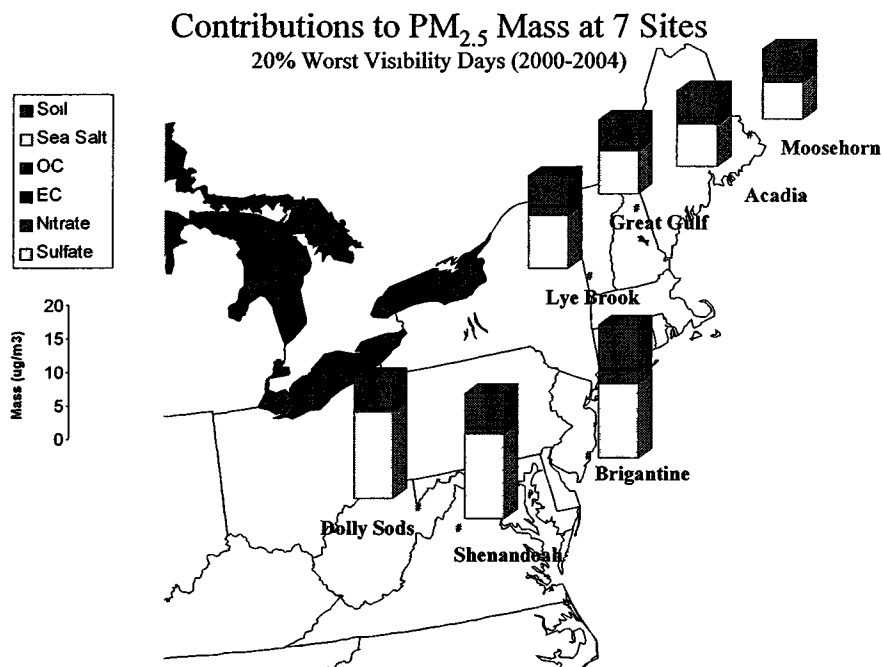 Contributions to PM2.5 Mass at 7 Sites
20% Worst Visibility Days (2000-2004)
Soil
Sea Salt
OC
EC
Nitrate
Sulfate
20
15
10
5
0
Mass (ug/m3)
Moosehorn
Acadia
Great Gulf
Lye Brook
Brigantine
Dolly Sods
Shenandoah
#
#
#
#
#
#